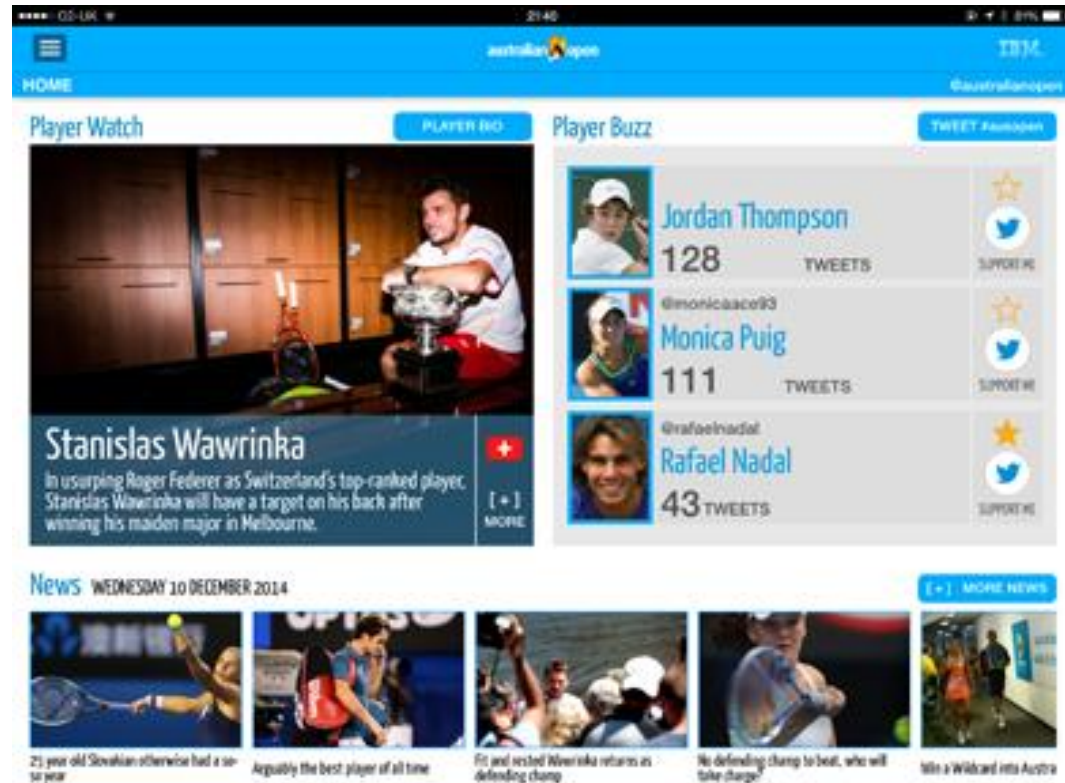 O2-UK
21:40
81%
australian open
IBM.
HOME
@australianopen
Player Watch
PLAYER BIO
Player Buzz
TWEET #ausopen
Stanislas Wawrinka
In usurping Roger Federer as Switzerland's top-ranked player,
Stanislas Wawrinka will have a target on his back after
winning his maiden major in Melbourne.
[+]
MORE
Jordan Thompson
128 TWEETS
SUPPORT ME
@monicaace93
Monica Puig
111 TWEETS
SUPPORT ME
@rafaelnadal
Rafael Nadal
43 TWEETS
SUPPORT ME
News WEDNESDAY 10 DECEMBER 2014
[+] MORE NEWS
25 year old Slovakian otherwise had a so-
so year
Arguably the best player of all time
Fit and rested Wawrinka returns as
defending champ
No defending champ to beat, who will
take charge?
Win a Wildcard into Austra